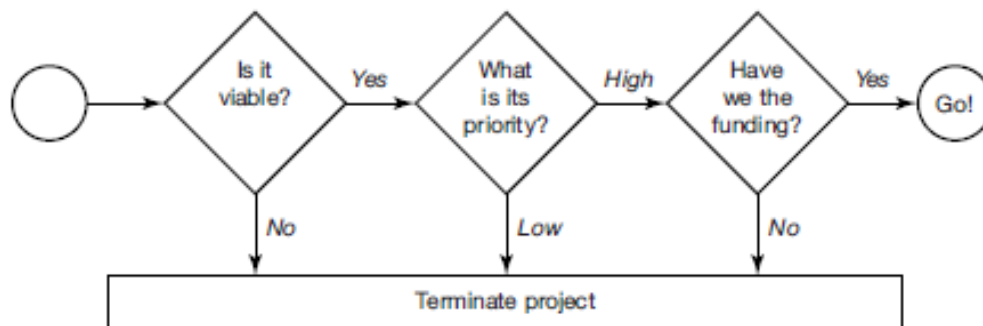 Is it
viable?
Yes
What
is its
priority?
High
Have
we the
funding?
Yes
Go!
No
Low
No
Terminate project